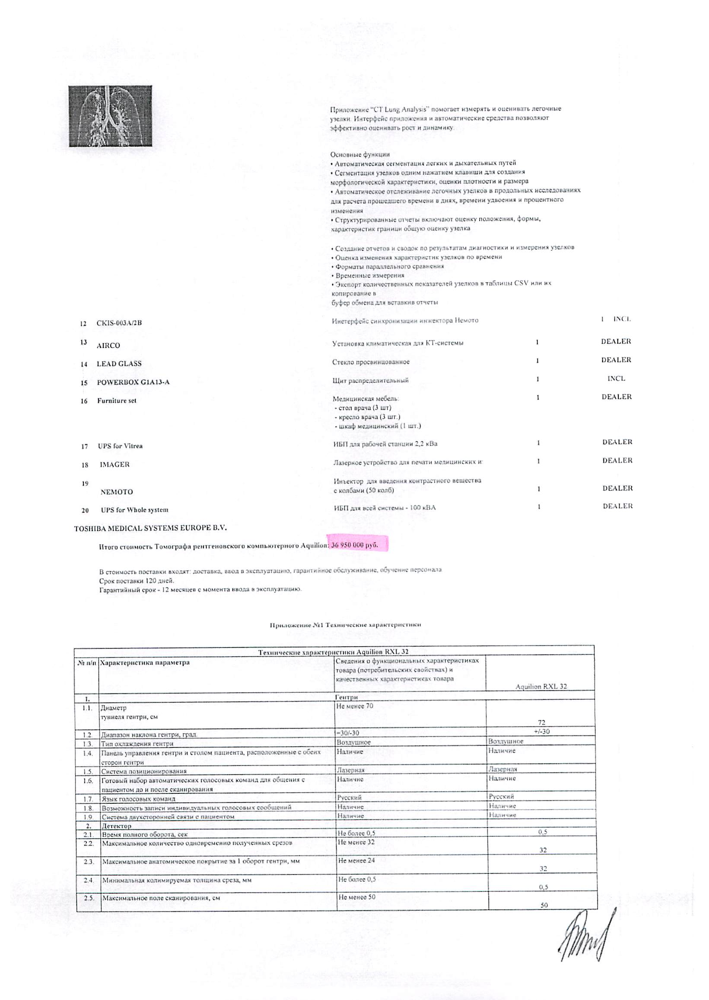 Приложение “CT Lung Analysis” помогает измерять и оценивать легочные
узелки. Интерфейс приложения и автоматические средства позволяют
эффективно оценивать рост и динамику.
Основные функции
• Автоматическая сегментация легких и дыхательных путей
• Сегментация узелков одним нажатием клавиши для создания
морфологической характеристики, оценки плотности и размера
• Автоматическое отслеживание легочных узелков в продольных исследованиях
для расчета прошедшего времени в днях, времени удвоения и процентного
изменения
• Структурированные отчеты включают оценку положения, формы,
характеристик граници общую оценку узелка
• Создание отчетов и сводок по результатам диагностики и измерения узелков
• Оценка изменения характеристик узелков по времени
• Форматы параллельного сравнения
• Временные измерения
• Экспорт количественных показателей узелков в таблицы CSV или их
копирование в
буфер обмена для вставкив отчеты
12 CKIS-003A/2B Инетерфейс синхронизации инжектора Немото 1 INCL
13 AIRCO Установка климатическая для КТ-системы 1 DEALER
14 LEAD GLASS Стекло просвинцованное 1 DEALER
15 POWERBOX G1A13-A Щит распределительный 1 INCL
16 Furniture set Медицинская мебель: 1 DEALER
- стол врача (3 шт)
- кресло врача (3 шт.)
- шкаф медицинский (1 шт.)
17 UPS for Vitrea ИБП для рабочей станции 2,2 кВа 1 DEALER
18 IMAGER Лазерное устройство для печати медицинских и 1 DEALER
19 Инъектор для введения контрастного вещества
NEMOTO с колбами (50 колб) 1 DEALER
20 UPS for Whole system ИБП для всей системы - 100 кВА 1 DEALER
TOSHIBA MEDICAL SYSTEMS EUROPE B.V.
Итого стоимость Томографа рентгеновского компьютерного Aquilion: 36 950 000 руб.
В стоимость поставки входят: доставка, ввод в эксплуатацию, гарантийное обслуживание, обучение персонала
Срок поставки 120 дней.
Гарантийный срок - 12 месяцев с момента ввода в эксплуатацию.
Приложение №1 Технические характеристики
Технические характеристики Aquilion RXL 32
№ п/п Характеристика параметра Сведения о функциональных характеристиках
товара (потребительских свойствах) и
качественных характеристиках товара
Aquilion RXL 32
1. Гентри
1.1. Диаметр Не менее 70
туннеля гентри, см
72
1.2. Диапазон наклона гентри, град. =30/-30 +/-30
1.3. Тип охлаждения гентри Воздушное Воздушное
1.4. Панель управления гентри и столом пациента, расположенные с обеих Наличие Наличие
сторон гентри
1.5. Система позиционирования Лазерная Лазерная
1.6. Готовый набор автоматических голосовых команд для общения с Наличие Наличие
пациентом до и после сканирования
1.7. Язык голосовых команд Русский Русский
1.8. Возможность записи индивидуальных голосовых сообщений Наличие Наличие
1.9. Система двухсторонней связи с пациентом Наличие Наличие
2. Детектор
2.1. Время полного оборота, сек Не более 0,5 0,5
2.2. Максимальное количество одновременно полученных срезов Не менее 32
32
2.3. Максимальное анатомическое покрытие за 1 оборот гентри, мм Не менее 24
32
2.4. Минимальная колимируемая толщина среза, мм Не более 0,5
0,5
2.5. Максимальное поле сканирования, см Не менее 50
50